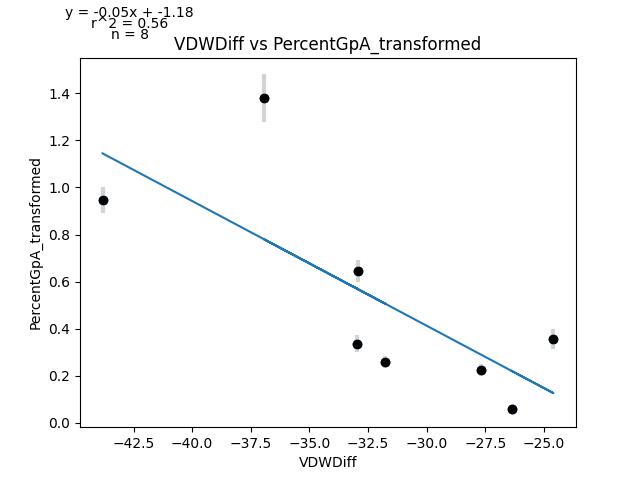 y = -0.05x + -1.18
r^2 = 0.56
n = 8
VDWDiff vs PercentGpA_transformed
PercentGpA_transformed
1.4
1.2
1.0
0.8
0.6
0.4
0.2
0.0
−42.5 −40.0 −37.5 −35.0 −32.5 −30.0 −27.5 −25.0
VDWDiff